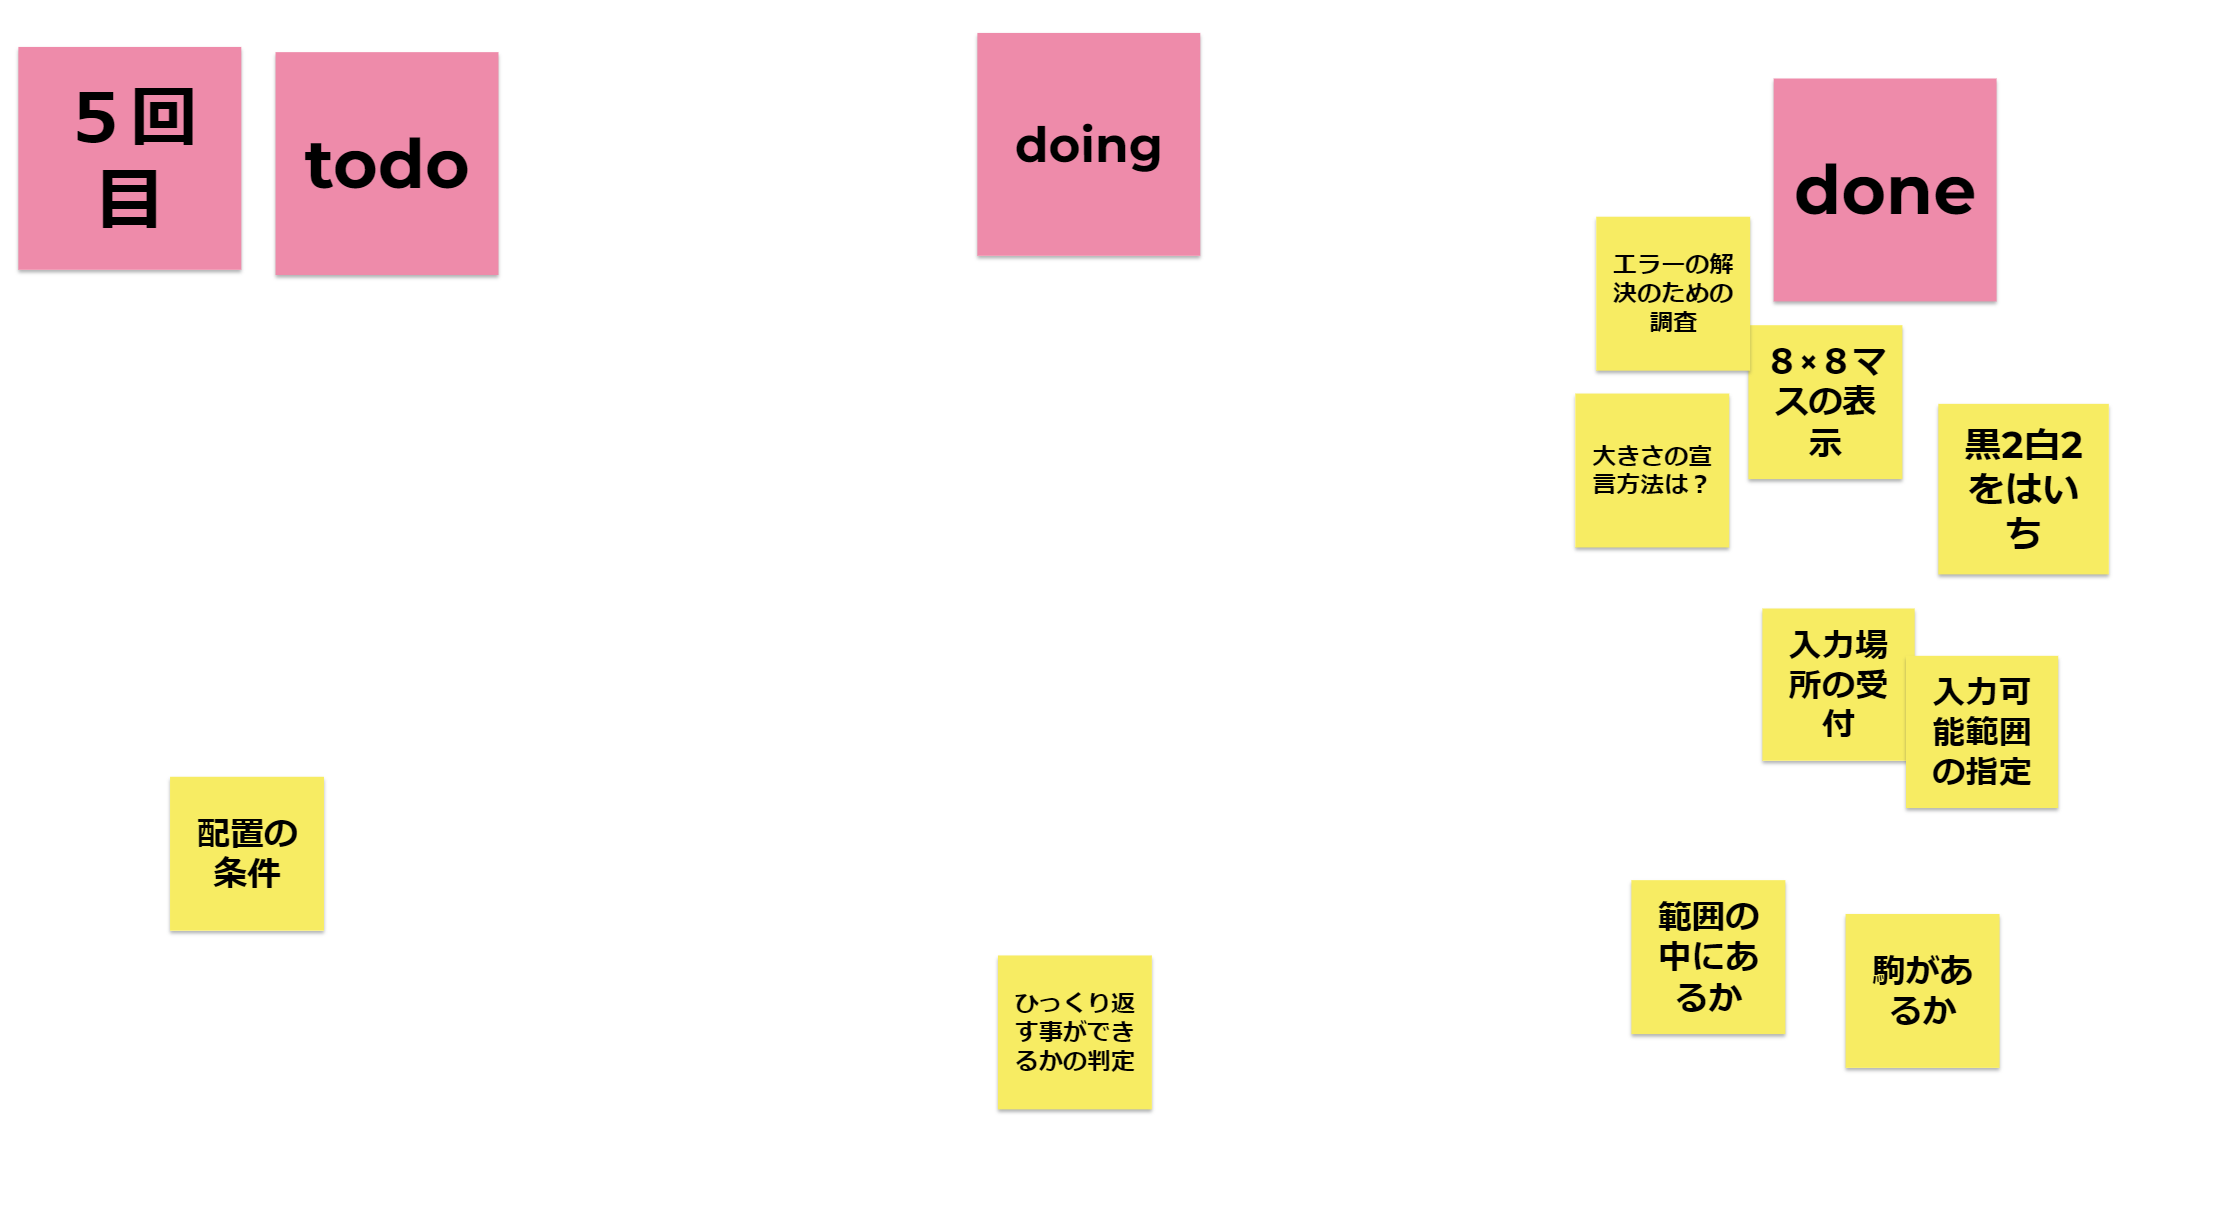 ５回
目
todo
doing
done
エラーの解
決のための
調査
８×８マ
スの表
示
大きさの宣
言方法は？
黒2白2
をはい
ち
入力場
所の受
付
入力可
能範囲
の指定
配置の
条件
範囲の
中にあ
るか
駒があ
るか
ひっくり返
す事ができ
るかの判定